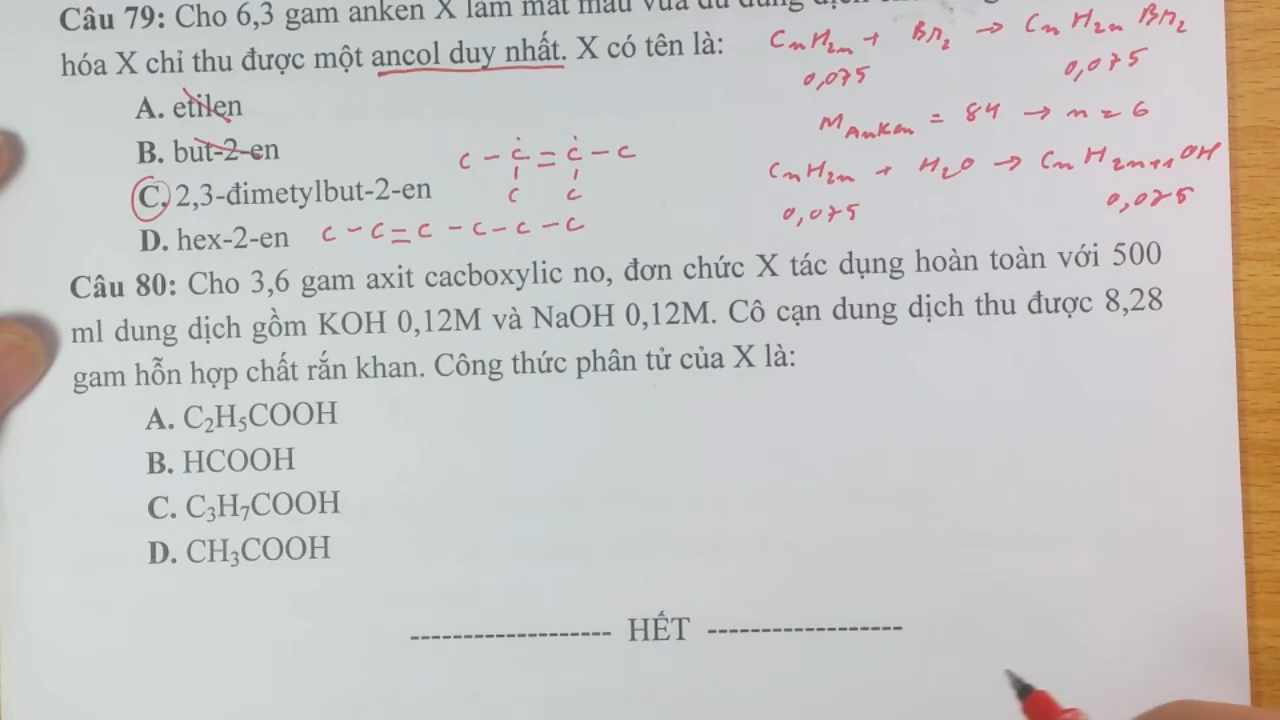 Câu 79: Cho 6,3 gam anken X làm mất màu vừa đủ dung dịch
hóa X chỉ thu được một ancol duy nhất. X có tên là:
CnH2n + Br2 → CnH2nBr2
0,075 0,075
A. etilen
M Anken = 84 → n = 6
B. but-2-en
C - C = C - C
C C
CnH2n + H2O → CnH2n+1OH
0,075 0,075
C. 2,3-đimetylbut-2-en
D. hex-2-en
C - C = C - C - C - C
Câu 80: Cho 3,6 gam axit cacboxylic no, đơn chức X tác dụng hoàn toàn với 500
ml dung dịch gồm KOH 0,12M và NaOH 0,12M. Cô cạn dung dịch thu được 8,28
gam hỗn hợp chất rắn khan. Công thức phân tử của X là:
A. C2H5COOH
B. HCOOH
C. C3H7COOH
D. CH3COOH
------------------- HẾT -------------------